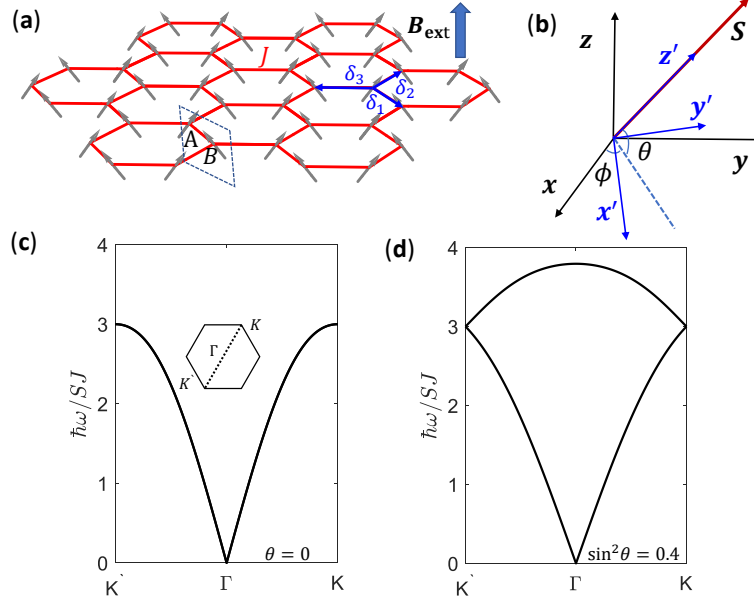 (a)
J
B_ext
δ₃
δ₂
δ₁
A
B
(b)
z
S
z′
y′
θ
y
x
ϕ
x′
(c)
4
3
2
1
0
ħω/SJ
K
Γ
K`
θ = 0
K`
Γ
K
(d)
4
3
2
1
0
ħω/SJ
sin²θ = 0.4
K`
Γ
K